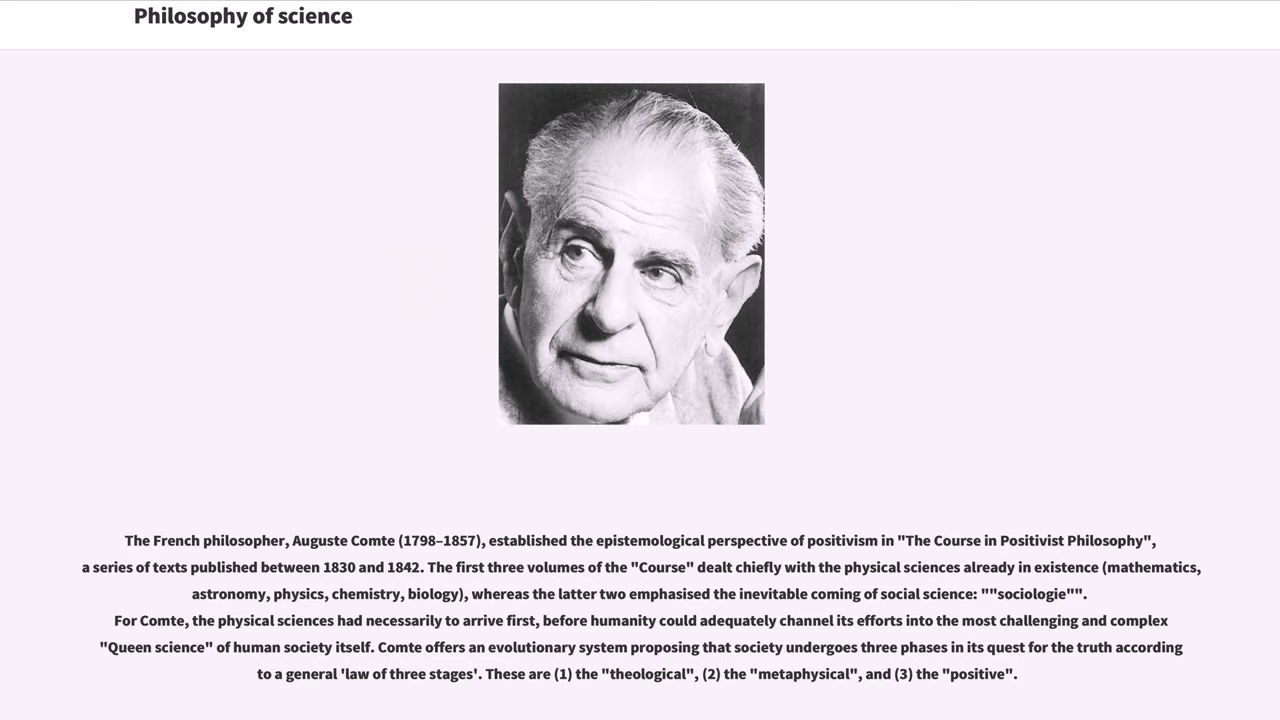 Philosophy of science
The French philosopher, Auguste Comte (1798–1857), established the epistemological perspective of positivism in "The Course in Positivist Philosophy",
a series of texts published between 1830 and 1842. The first three volumes of the "Course" dealt chiefly with the physical sciences already in existence (mathematics,
astronomy, physics, chemistry, biology), whereas the latter two emphasised the inevitable coming of social science: ""sociologie"".
For Comte, the physical sciences had necessarily to arrive first, before humanity could adequately channel its efforts into the most challenging and complex
"Queen science" of human society itself. Comte offers an evolutionary system proposing that society undergoes three phases in its quest for the truth according
to a general 'law of three stages'. These are (1) the "theological", (2) the "metaphysical", and (3) the "positive".